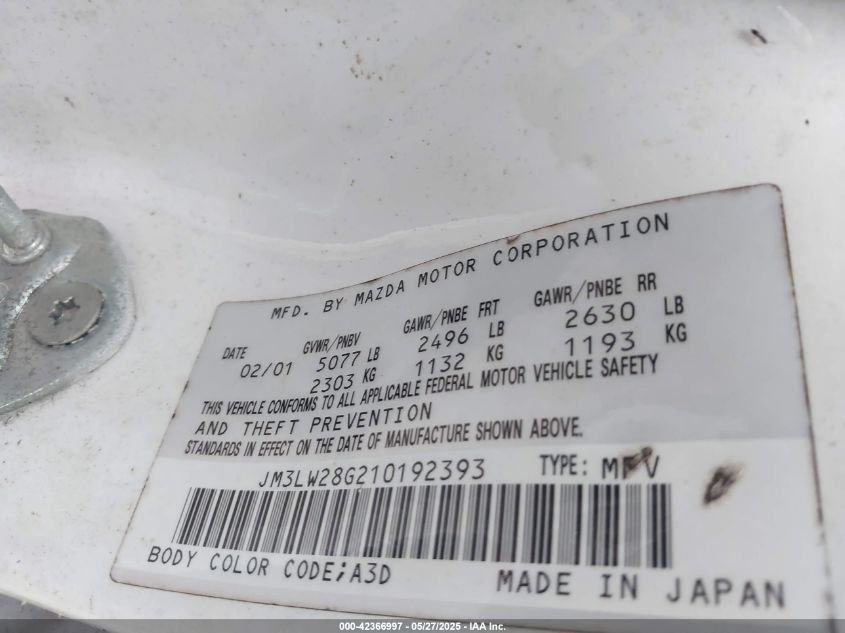 MFD. BY MAZDA MOTOR CORPORATION
DATE GVWR/PNBV GAWR/PNBE FRT GAWR/PNBE RR
02/01 5077 LB 2496 LB 2630 LB
2303 KG 1132 KG 1193 KG
THIS VEHICLE CONFORMS TO ALL APPLICABLE FEDERAL MOTOR VEHICLE SAFETY
AND THEFT PREVENTION
STANDARDS IN EFFECT ON THE DATE OF MANUFACTURE SHOWN ABOVE.
JM3LW28G210192393 TYPE: MPV
BODY COLOR CODE;A3D MADE IN JAPAN
000-42366997 - 05/27/2025 - IAA Inc.